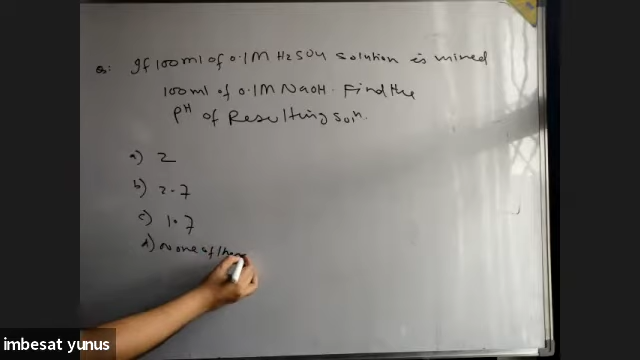 Q: If 100ml of 0.1M H2SO4 solution is mixed
100ml of 0.1M NaOH. Find the
pH of Resulting soln.
a) 2
b) 2.7
c) 1.7
d) None of them
imbesat yunus